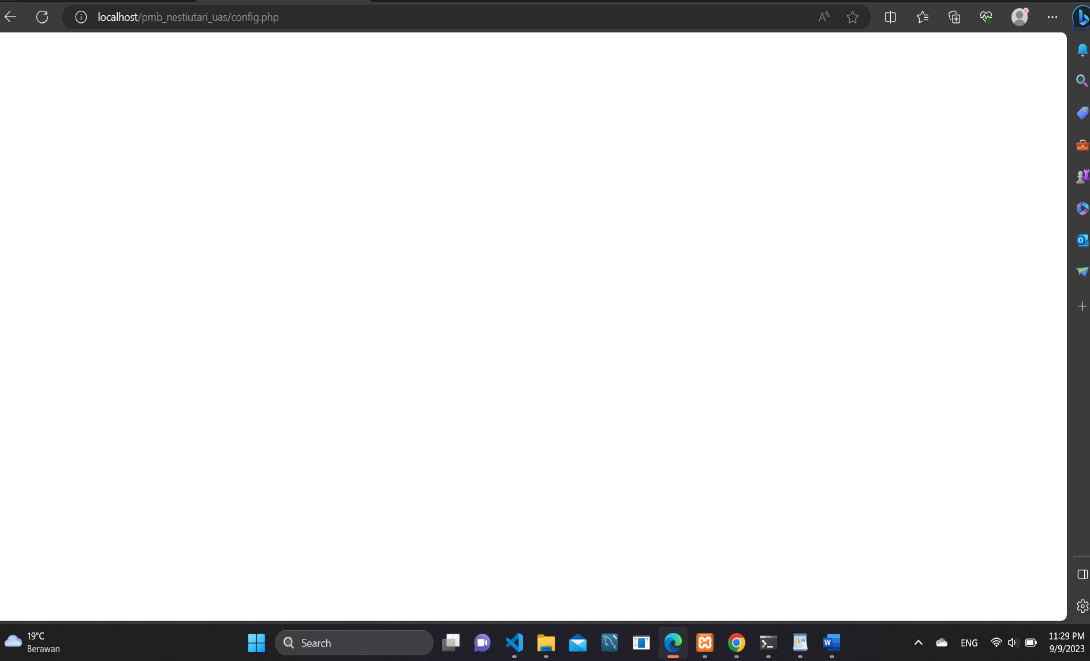 localhost/pmb_nestiutari_uas/config.php
19°C
Berawan
Search
ENG
11:29 PM
9/9/2023